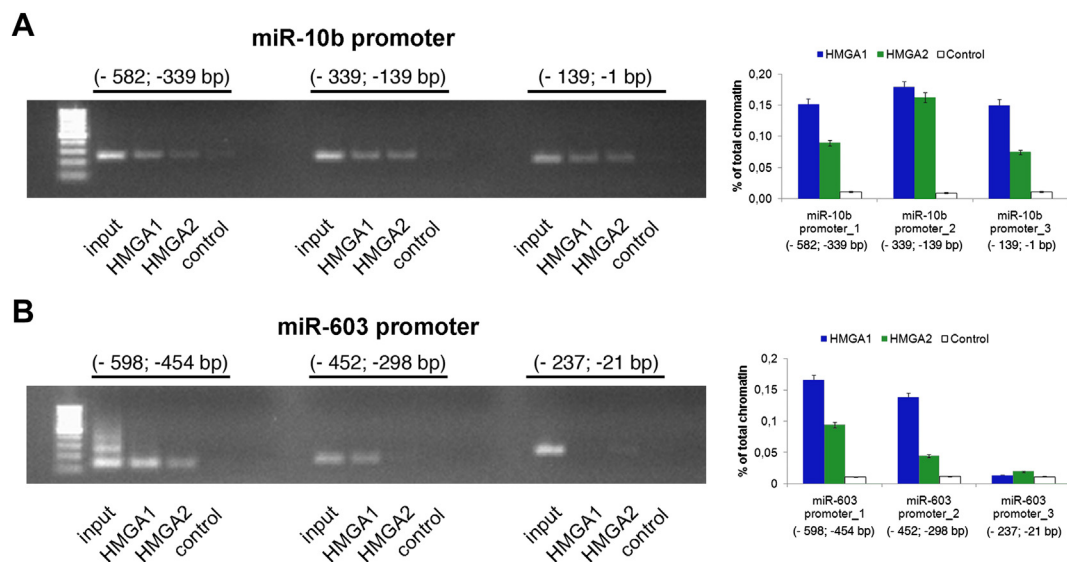 A
miR-10b promoter
(- 582; -339 bp)
(- 339; -139 bp)
(- 139; -1 bp)
input
HMGA1
HMGA2
control
input
HMGA1
HMGA2
control
input
HMGA1
HMGA2
control
HMGA1 HMGA2 Control
% of total chromatin
0,20
0,15
0,10
0,05
0,00
miR-10b promoter_1 (- 582; -339 bp)
miR-10b promoter_2 (- 339; -139 bp)
miR-10b promoter_3 (- 139; -1 bp)
B
miR-603 promoter
(- 598; -454 bp)
(- 452; -298 bp)
(- 237; -21 bp)
input
HMGA1
HMGA2
control
input
HMGA1
HMGA2
control
input
HMGA1
HMGA2
control
HMGA1 HMGA2 Control
% of total chromatin
0,2
0,15
0,1
0,05
0
miR-603 promoter_1 (- 598; -454 bp)
miR-603 promoter_2 (- 452; -298 bp)
miR-603 promoter_3 (- 237; -21 bp)